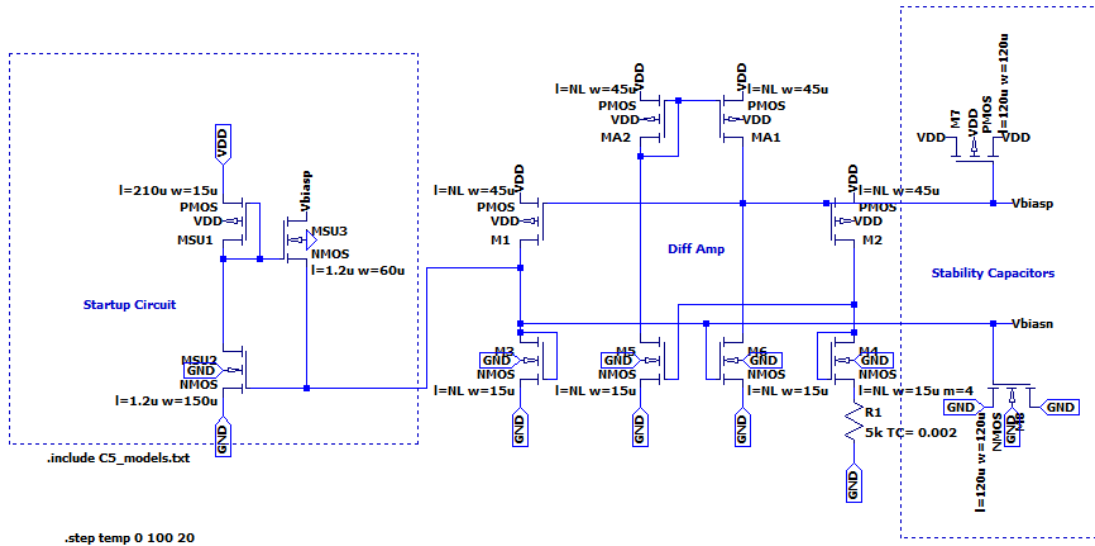 VDD
l=210u w=15u
PMOS
VDD
MSU1
Vbiasp
MSU3
NMOS
l=1.2u w=60u
Startup Circuit
MSU2
GND
NMOS
l=1.2u w=150u
GND
.include C5_models.txt
.step temp 0 100 20
VDD
l=NL w=45u
PMOS
VDD
MA2
VDD
l=NL w=45u
PMOS
VDD
MA1
VDD
l=NL w=45u
PMOS
VDD
M1
Diff Amp
VDD
l=NL w=45u
PMOS
VDD
M2
M3
GND
NMOS
l=NL w=15u
GND
M5
GND
NMOS
l=NL w=15u
GND
M6
GND
NMOS
l=NL w=15u
GND
M4
GND
NMOS
l=NL w=15u m=4
R1
5k TC= 0.002
GND
M7
VDD
VDD
PMOS
l=120u w=120u
VDD
Vbiasp
Stability Capacitors
Vbiasn
GND
GND
GND
M8
NMOS
l=120u w=120u